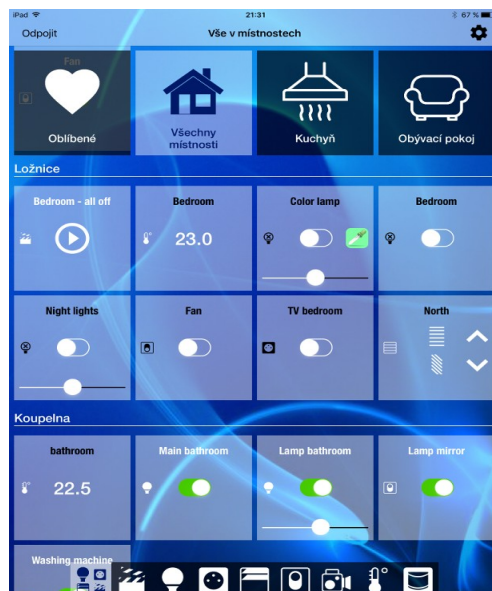 iPad 21:31 67 %
Odpojit Vše v místnostech
Fan
Oblíbené Všechny místnosti Kuchyň Obývací pokoj
Ložnice
Bedroom - all off Bedroom Color lamp Bedroom
23.0
Night lights Fan TV bedroom North
Koupelna
bathroom Main bathroom Lamp bathroom Lamp mirror
22.5
Washing machine